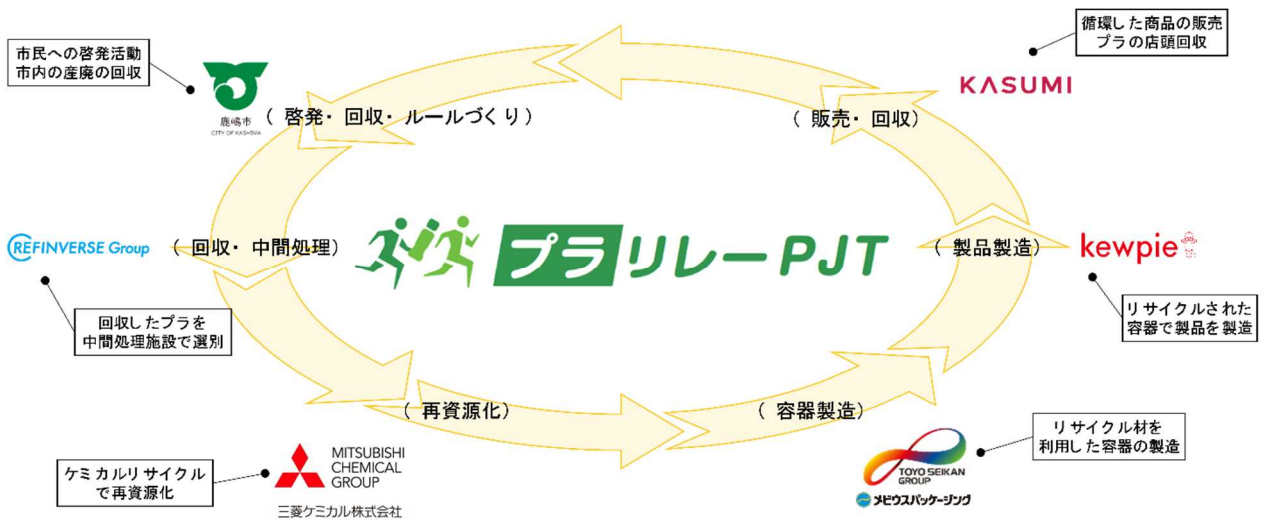 市民への啓発活動
市内の産廃の回収
鹿嶋市
CITY OF KASHIMA
(啓発・回収・ルールづくり)
循環した商品の販売
プラの店頭回収
KASUMI
(販売・回収)
REFINVERSE Group
(回収・中間処理)
プラリレーPJT
(製品製造)
kewpie
回収したプラを
中間処理施設で選別
リサイクルされた
容器で製品を製造
(再資源化)
(容器製造)
ケミカルリサイクル
で再資源化
MITSUBISHI
CHEMICAL
GROUP
三菱ケミカル株式会社
TOYO SEIKAN
GROUP
メビウスパッケージング
リサイクル材を
利用した容器の製造